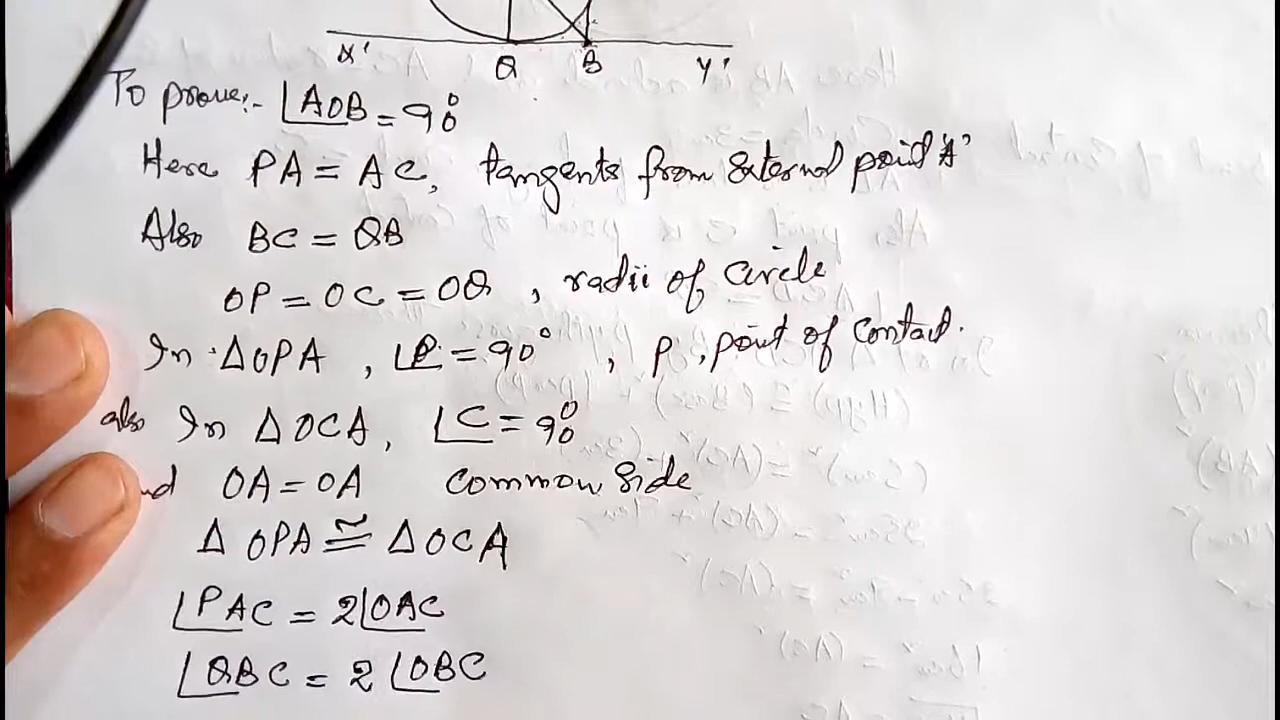 X' Q B Y'
To prove:- ∠AOB = 90°
Here PA = AC, tangents from external point 'A'
Also BC = QB
OP = OC = OQ , radii of circle
In ΔOPA , ∠P = 90° , P, point of contact.
also In ΔOCA, ∠C = 90°
OA = OA common side
Δ OPA ≅ ΔOCA
∠PAC = 2∠OAC
∠QBC = 2 ∠OBC